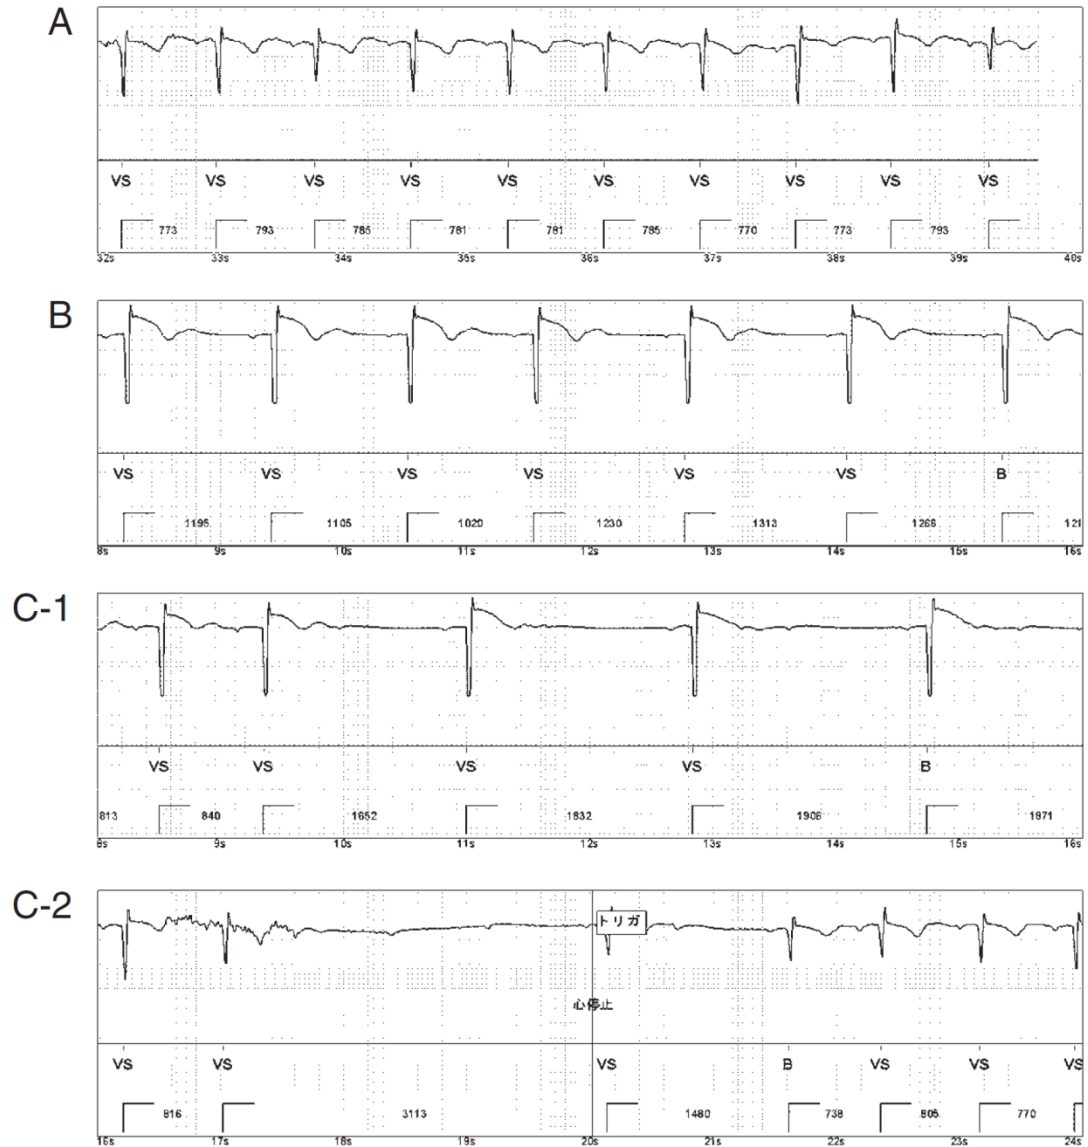 A
VS VS VS VS VS VS VS VS VS VS
773 793 785 781 781 785 770 773 793
32s 33s 34s 35s 36s 37s 38s 39s 40s
B
VS VS VS VS VS VS B
1195 1105 1020 1230 1313 1266
8s 9s 10s 11s 12s 13s 14s 15s 16s
C-1
VS VS VS VS B
813 840 1652 1832 1906 1871
8s 9s 10s 11s 12s 13s 14s 15s 16s
C-2
トリガ
心停止
VS VS VS B VS VS VS
816 3113 1480 738 805 770
16s 17s 18s 19s 20s 21s 22s 23s 24s